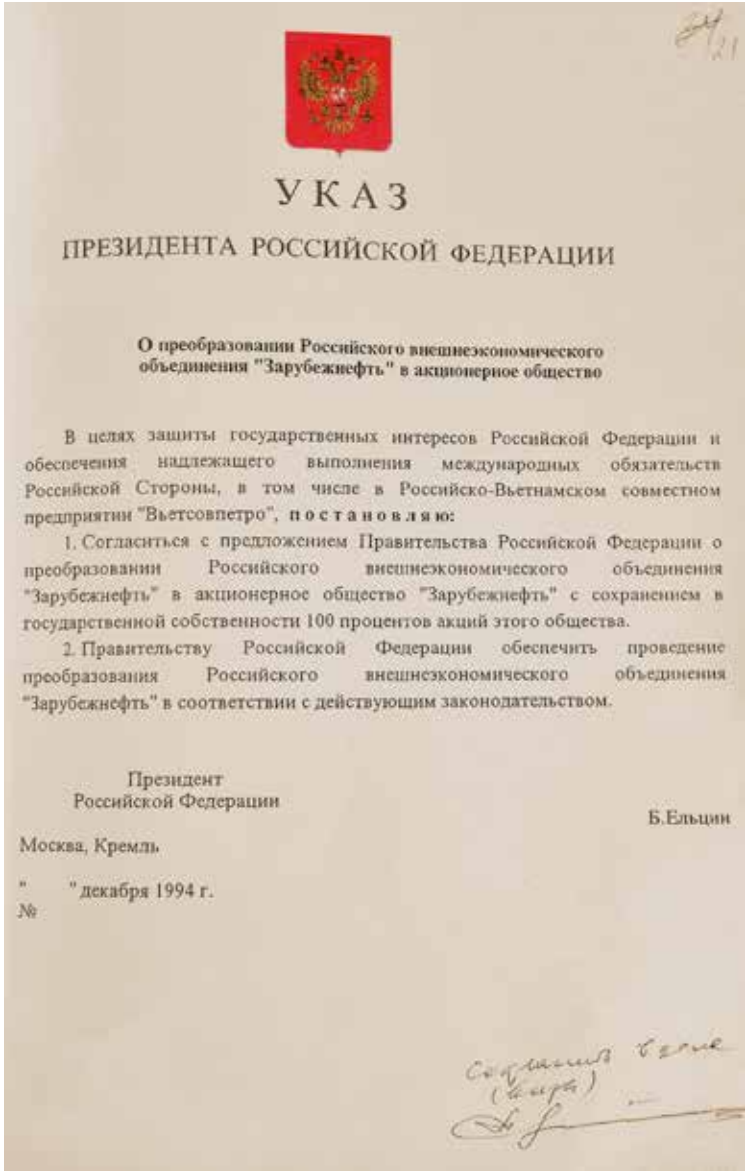 21
УКАЗ
ПРЕЗИДЕНТА РОССИЙСКОЙ ФЕДЕРАЦИИ
О преобразовании Российского внешнеэкономического
объединения "Зарубежнефть" в акционерное общество
В целях защиты государственных интересов Российской Федерации и
обеспечения надлежащего выполнения международных обязательств
Российской Стороны, в том числе в Российско-Вьетнамском совместном
предприятии "Вьетсовпетро", п о с т а н о в л я ю:
1. Согласиться с предложением Правительства Российской Федерации о
преобразовании Российского внешнеэкономического объединения
"Зарубежнефть" в акционерное общество "Зарубежнефть" с сохранением в
государственной собственности 100 процентов акций этого общества.
2. Правительству Российской Федерации обеспечить проведение
преобразования Российского внешнеэкономического объединения
"Зарубежнефть" в соответствии с действующим законодательством.
Президент
Российской Федерации
Б.Ельцин
Москва, Кремль
" " декабря 1994 г.
№
Сохранить в деле